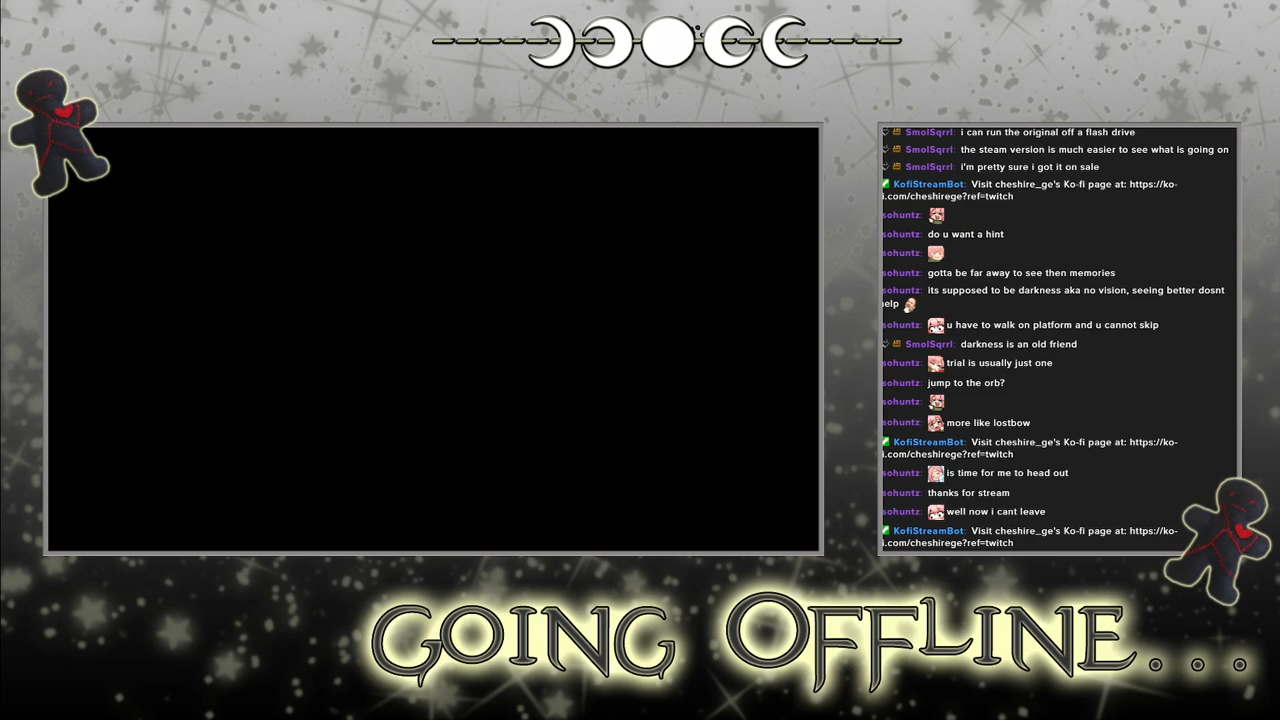 SmolSqrrl: i can run the original off a flash drive
SmolSqrrl: the steam version is much easier to see what is going on
SmolSqrrl: i'm pretty sure i got it on sale
KofiStreamBot: Visit cheshire_ge's Ko-fi page at: https://ko-
i.com/cheshirege?ref=twitch
sohuntz:
sohuntz: do u want a hint
sohuntz:
sohuntz: gotta be far away to see then memories
sohuntz: its supposed to be darkness aka no vision, seeing better dosnt
elp
sohuntz: u have to walk on platform and u cannot skip
SmolSqrrl: darkness is an old friend
sohuntz: trial is usually just one
sohuntz: jump to the orb?
sohuntz:
sohuntz: more like lostbow
KofiStreamBot: Visit cheshire_ge's Ko-fi page at: https://ko-
i.com/cheshirege?ref=twitch
sohuntz: is time for me to head out
sohuntz: thanks for stream
sohuntz: well now i cant leave
KofiStreamBot: Visit cheshire_ge's Ko-fi page at: https://ko-
i.com/cheshirege?ref=twitch
Going Offline...